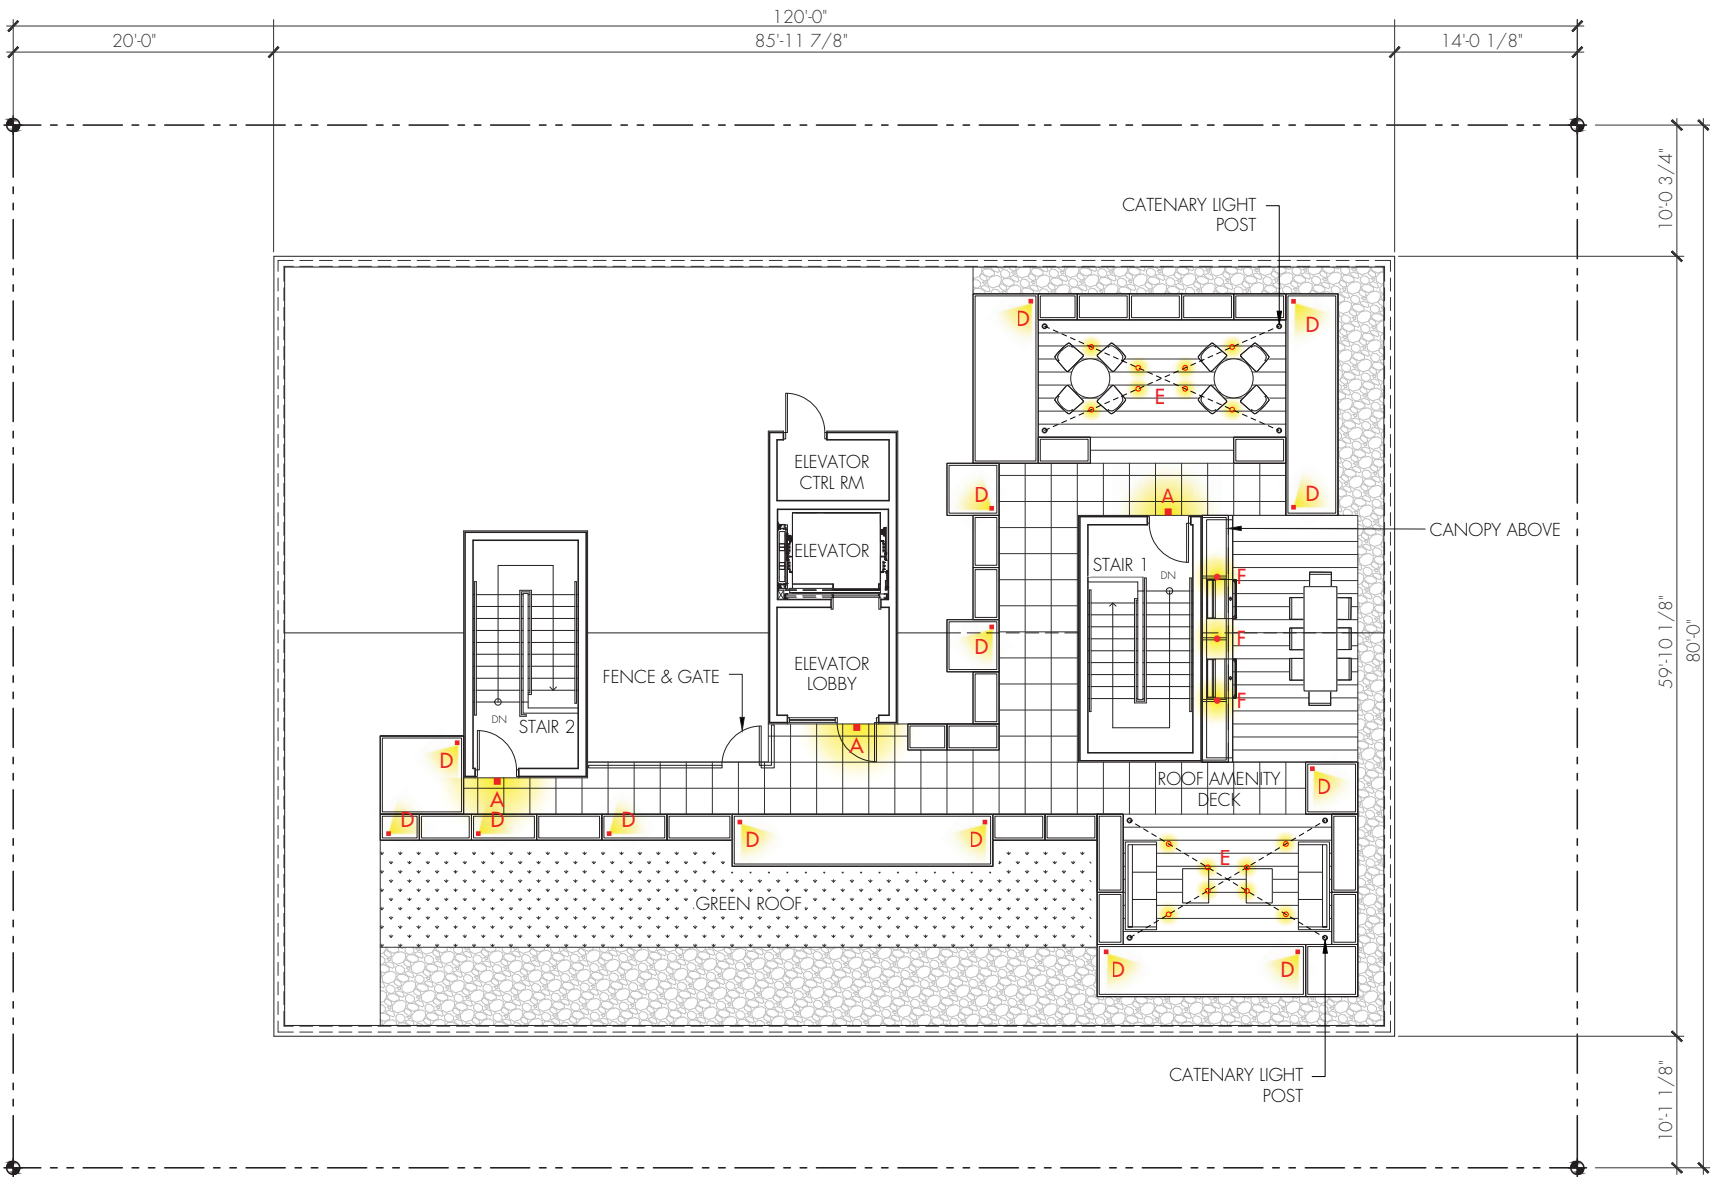 120'-0"
20'-0"
85'-11 7/8"
14'-0 1/8"
10'-0 3/4"
CATENARY LIGHT
POST
D
D
E
ELEVATOR
CTRL RM
D
A
D
CANOPY ABOVE
ELEVATOR
STAIR 1
DN
F
59'-10 1/8"
80'-0"
F
D
ELEVATOR
LOBBY
FENCE & GATE
F
DN
STAIR 2
A
D
ROOF AMENITY
DECK
D
A
D
D
D
D
D
E
GREEN ROOF
D
D
CATENARY LIGHT
POST
10'-1 1/8"